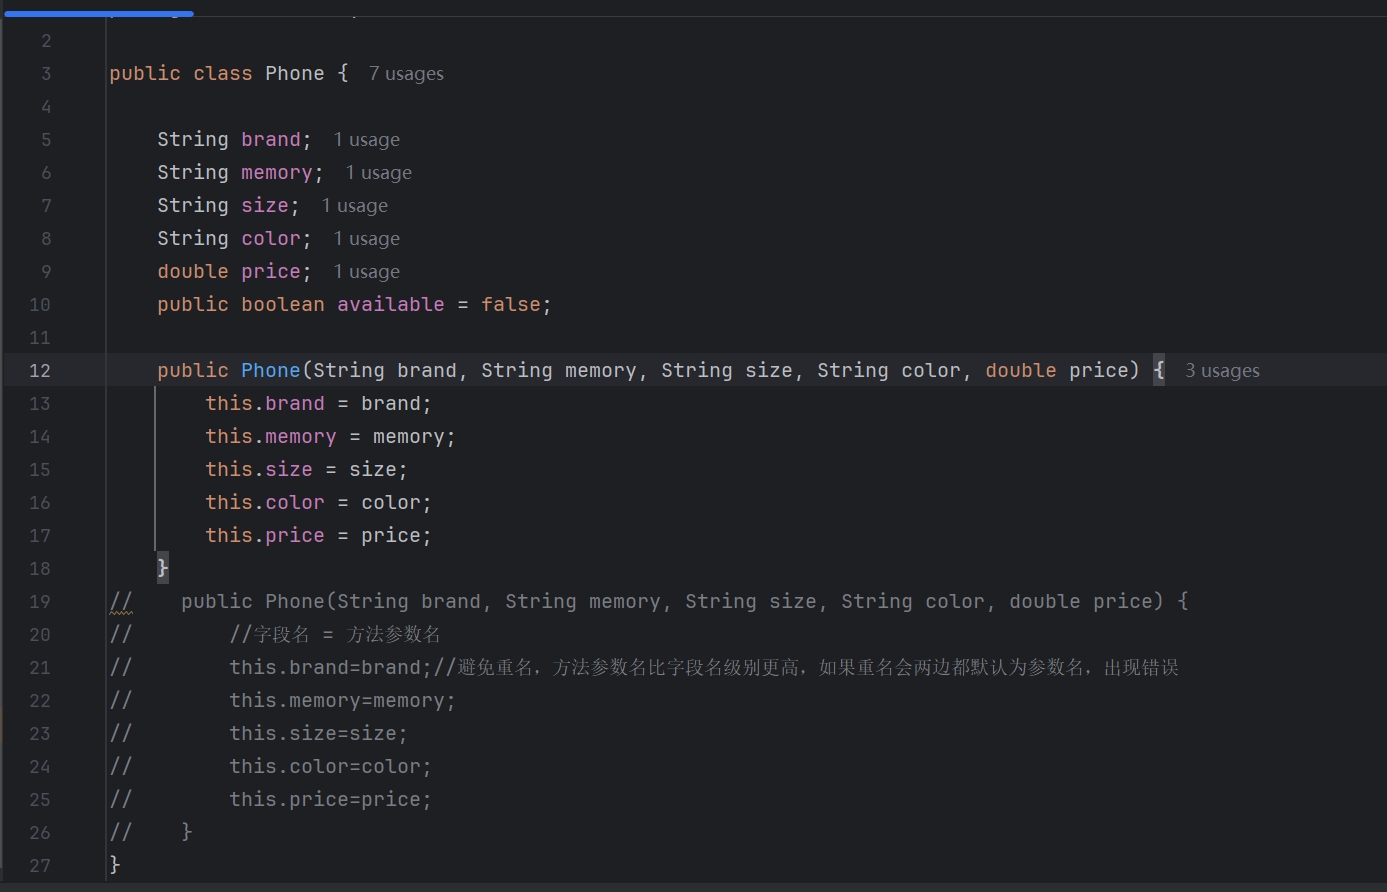 2
3 public class Phone { 7 usages
4
5 String brand; 1 usage
6 String memory; 1 usage
7 String size; 1 usage
8 String color; 1 usage
9 double price; 1 usage
10 public boolean available = false;
11
12 public Phone(String brand, String memory, String size, String color, double price) { 3 usages
13 this.brand = brand;
14 this.memory = memory;
15 this.size = size;
16 this.color = color;
17 this.price = price;
18 }
19 // public Phone(String brand, String memory, String size, String color, double price) {
20 // //字段名 = 方法参数名
21 // this.brand=brand;//避免重名，方法参数名比字段名级别更高，如果重名会两边都默认为参数名，出现错误
22 // this.memory=memory;
23 // this.size=size;
24 // this.color=color;
25 // this.price=price;
26 // }
27 }